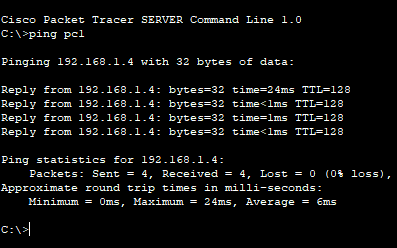 Cisco Packet Tracer SERVER Command Line 1.0
C:\>ping pc1
Pinging 192.168.1.4 with 32 bytes of data:
Reply from 192.168.1.4: bytes=32 time=24ms TTL=128
Reply from 192.168.1.4: bytes=32 time<1ms TTL=128
Reply from 192.168.1.4: bytes=32 time=1ms TTL=128
Reply from 192.168.1.4: bytes=32 time<1ms TTL=128
Ping statistics for 192.168.1.4:
Packets: Sent = 4, Received = 4, Lost = 0 (0% loss),
Approximate round trip times in milli-seconds:
Minimum = 0ms, Maximum = 24ms, Average = 6ms
C:\>